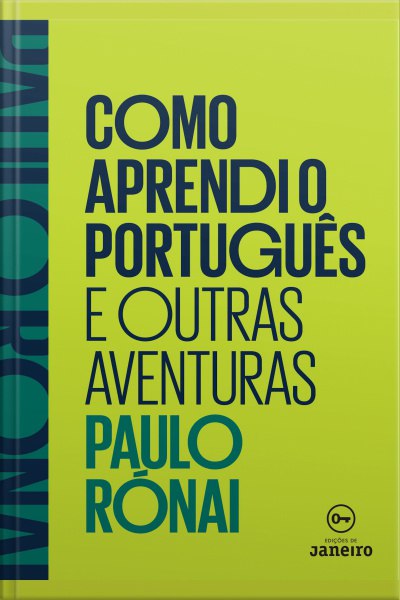 COMO
APRENDI O
PORTUGUÊS
E OUTRAS
AVENTURAS
PAULO
RÓNAI
EDIÇÕES DE
JANEIRO
PAULO RÓNAI